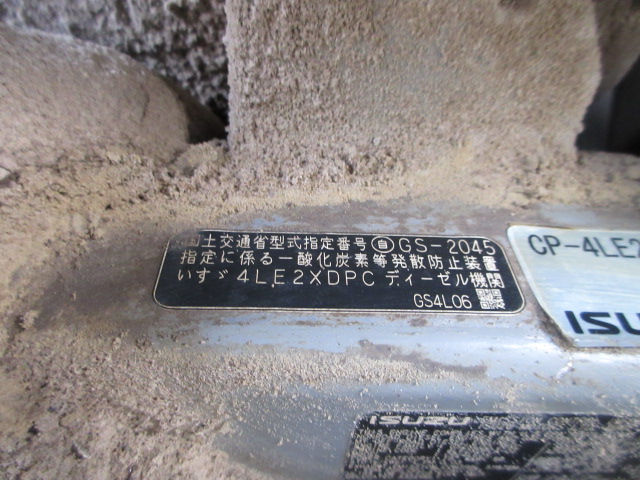 国土交通省型式指定番号 ㊀自 GS-2045
指定に係る一酸化炭素等発散防止装置
いすゞ 4LE2XDPC ディーゼル機関
GS4L06
CP-4LE2
ISU
ISUZU